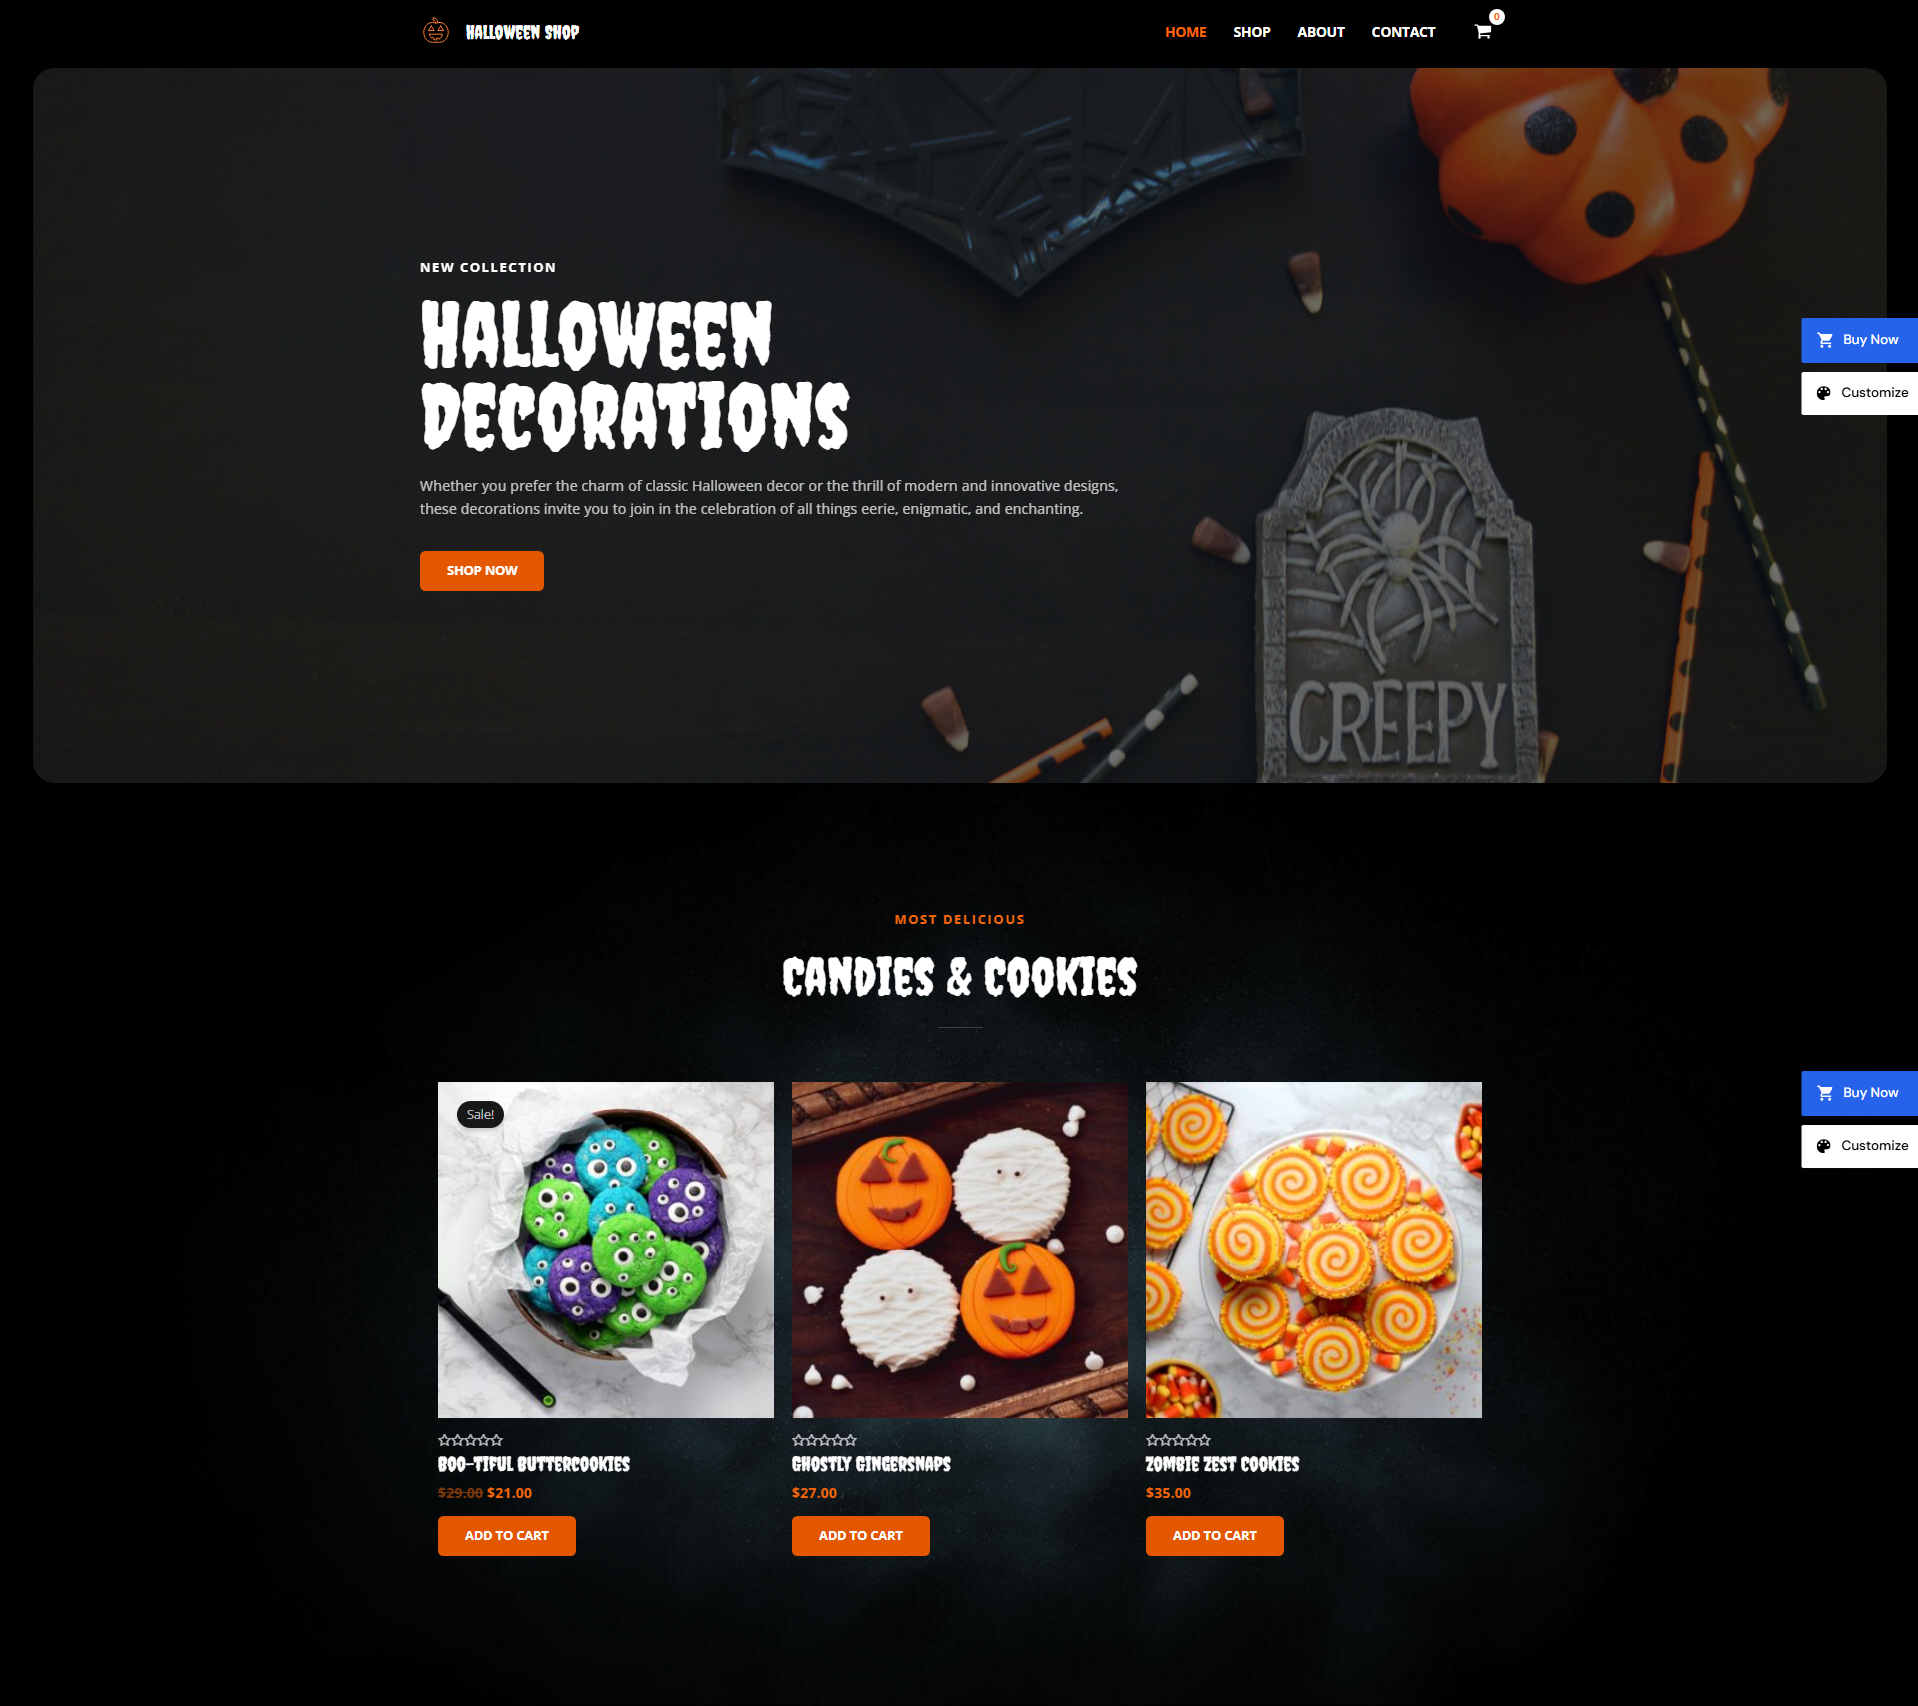 HALLOWEEN SHOP
HOME SHOP ABOUT CONTACT
0
NEW COLLECTION
HALLOWEEN
DECORATIONS
Whether you prefer the charm of classic Halloween decor or the thrill of modern and innovative designs,
these decorations invite you to join in the celebration of all things eerie, enigmatic, and enchanting.
SHOP NOW
CREEPY
Buy Now
Customize
MOST DELICIOUS
CANDIES & COOKIES
Buy Now
Customize
Sale!
BOO-TIFUL BUTTERCOOKIES
$29.00 $21.00
ADD TO CART
GHOSTLY GINGERSNAPS
$27.00
ADD TO CART
ZOMBIE ZEST COOKIES
$35.00
ADD TO CART